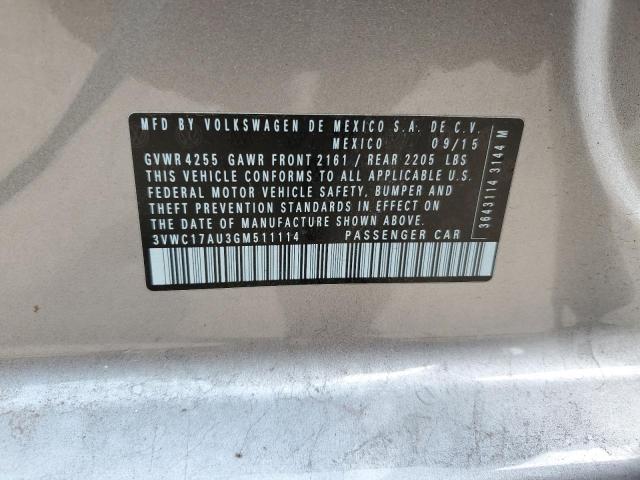 MFD BY VOLKSWAGEN DE MEXICO S.A. DE C.V.
MEXICO 09/15
GVWR 4255 GAWR FRONT 2161 / REAR 2205 LBS
THIS VEHICLE CONFORMS TO ALL APPLICABLE U.S.
FEDERAL MOTOR VEHICLE SAFETY, BUMPER AND
THEFT PREVENTION STANDARDS IN EFFECT ON
THE DATE OF MANUFACTURE SHOWN ABOVE.
3VWC17AU3GM511114 PASSENGER CAR
3643114 3144 M